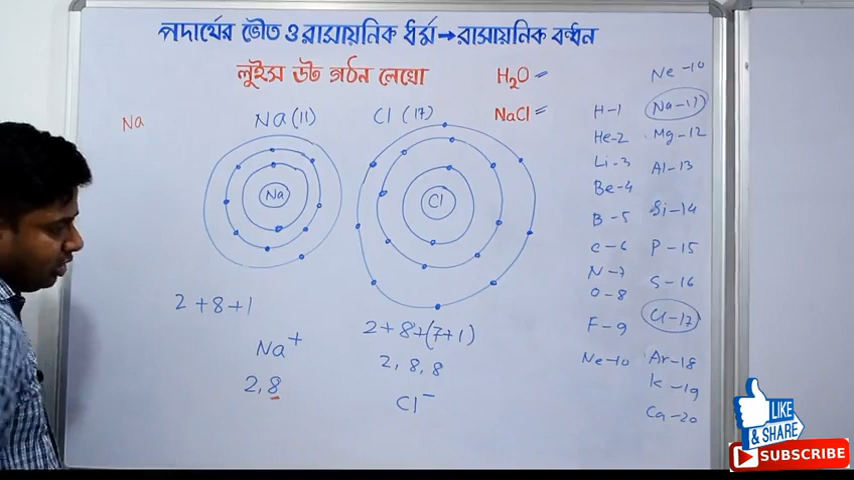 পদার্থের ভৌত ও রাসায়নিক ধর্ম→রাসায়নিক বন্ধন
লুইস ডট গঠন লেখো
H₂O =
NaCl =
Na
Na (11)
Cl (17)
Na
Cl
2+8+1
Na⁺
2,8
2+8+(7+1)
2, 8, 8
Cl⁻
H-1
He-2
Li-3
Be-4
B-5
C-6
N-7
O-8
F-9
Ne-10
Ne-10
Na-11
Mg-12
Al-13
Si-14
P-15
S-16
Cl-17
Ar-18
K-19
Ca-20
LIKE
& SHARE
SUBSCRIBE